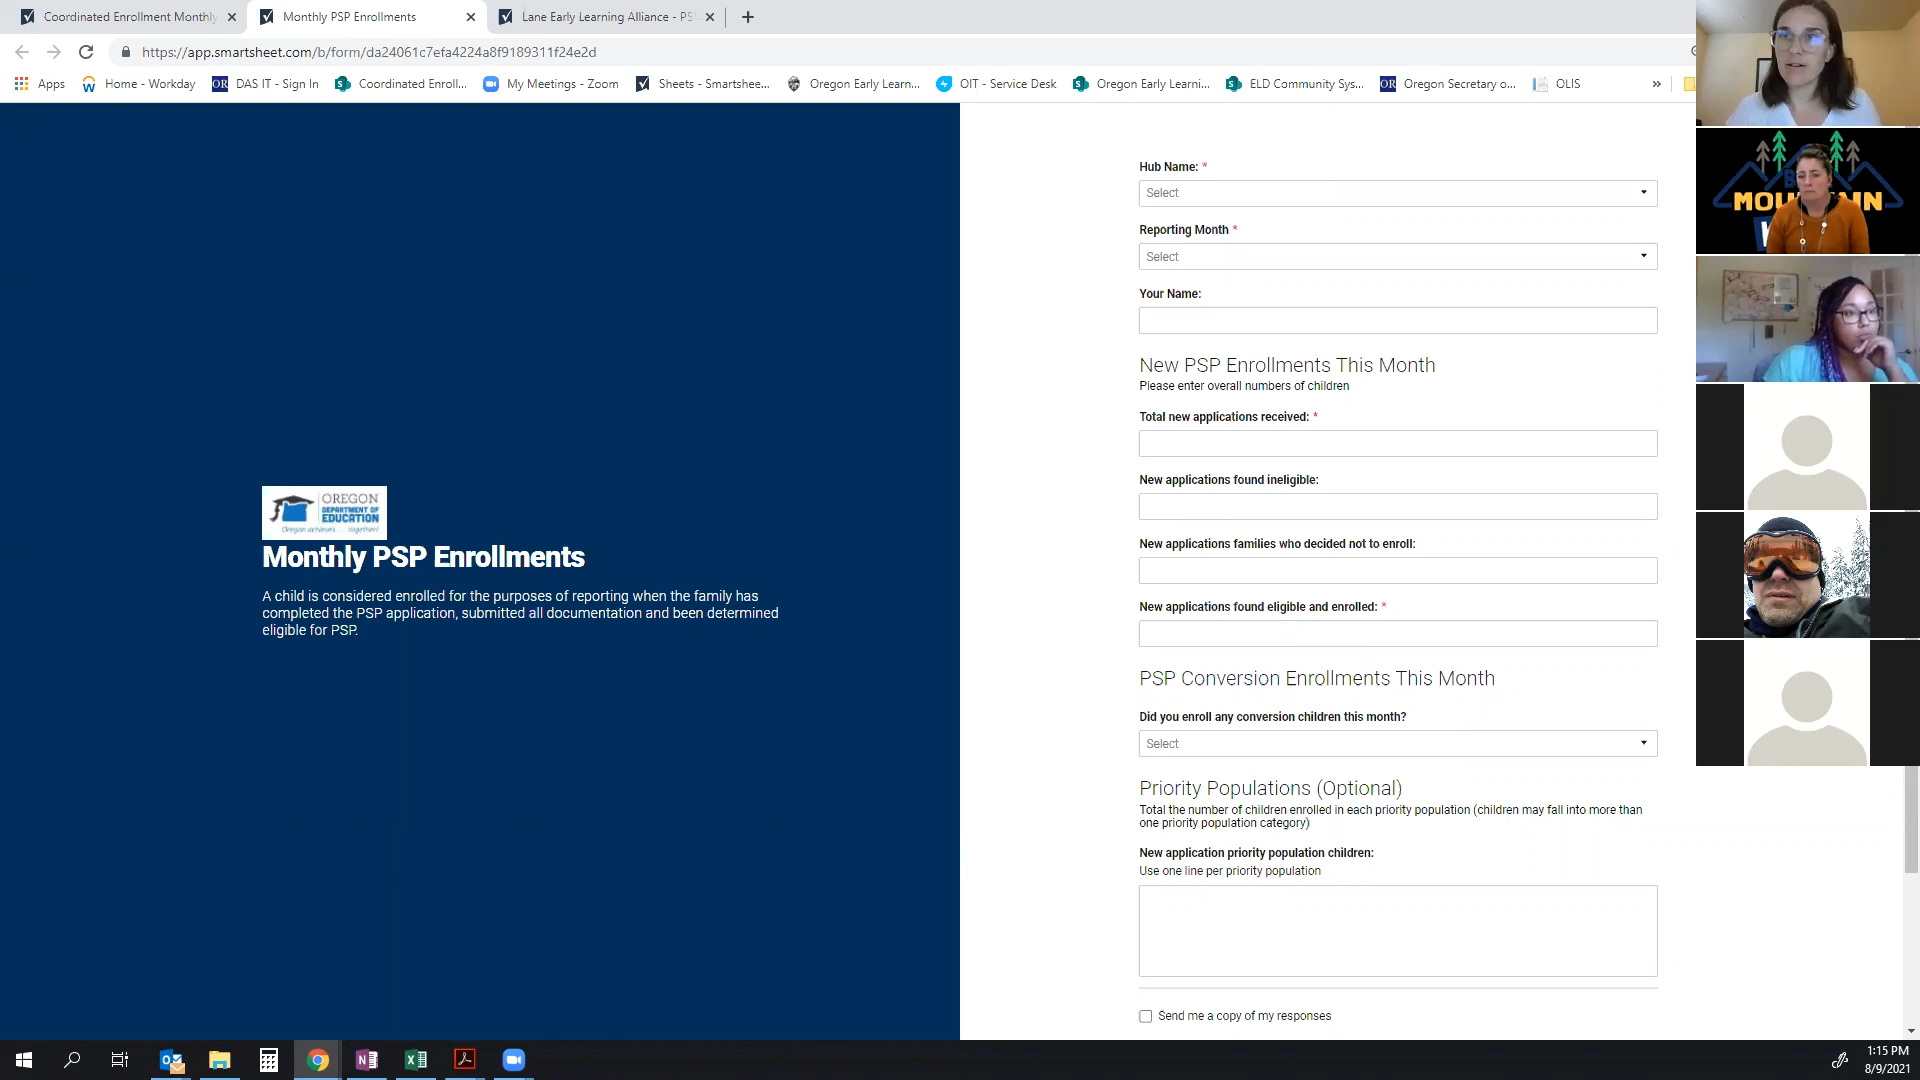 Coordinated Enrollment Monthly
Monthly PSP Enrollments
Lane Early Learning Alliance - PS
https://app.smartsheet.com/b/form/da24061c7efa4224a8f9189311f24e2d
Apps
Home - Workday
OR DAS IT - Sign In
Coordinated Enroll...
My Meetings - Zoom
Sheets - Smartshee...
Oregon Early Learn...
OIT - Service Desk
Oregon Early Learni...
ELD Community Sys...
OR Oregon Secretary o...
OLIS
»
MOUNTAIN
OREGON
DEPARTMENT OF
EDUCATION
Oregon achieves . . . together!
Monthly PSP Enrollments
A child is considered enrolled for the purposes of reporting when the family has
completed the PSP application, submitted all documentation and been determined
eligible for PSP.
Hub Name: *
Select
Reporting Month *
Select
Your Name:
New PSP Enrollments This Month
Please enter overall numbers of children
Total new applications received: *
New applications found ineligible:
New applications families who decided not to enroll:
New applications found eligible and enrolled: *
PSP Conversion Enrollments This Month
Did you enroll any conversion children this month?
Select
Priority Populations (Optional)
Total the number of children enrolled in each priority population (children may fall into more than
one priority population category)
New application priority population children:
Use one line per priority population
Send me a copy of my responses
1:15 PM
8/9/2021